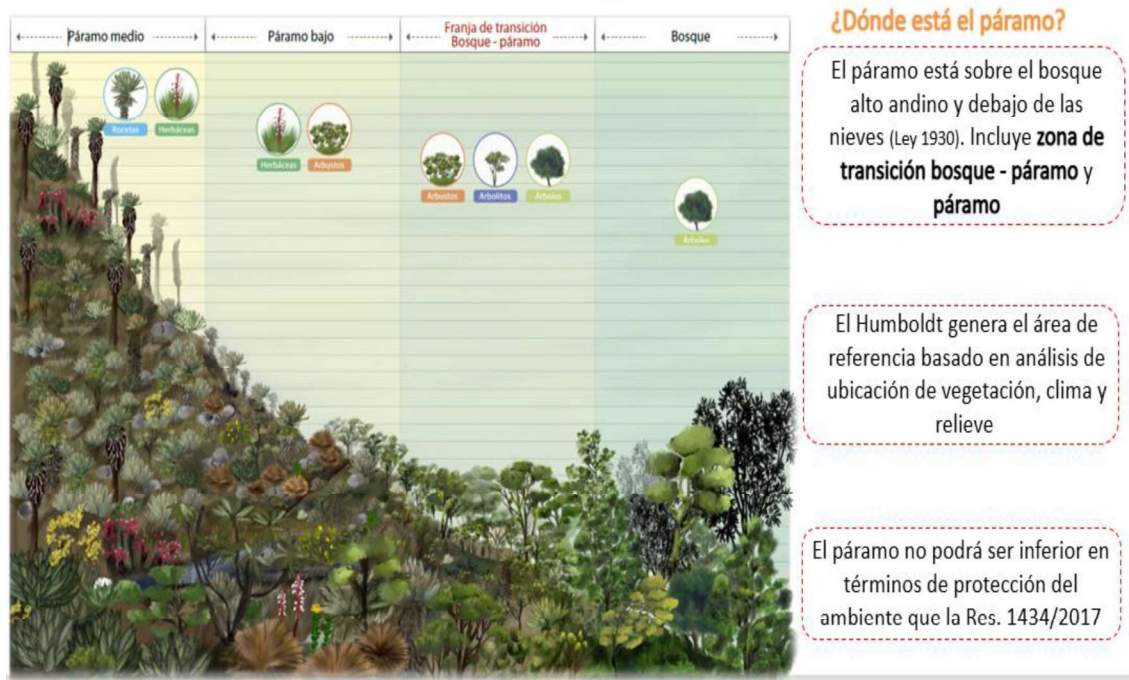 Páramo medio
Páramo bajo
Franja de transición
Bosque - páramo
Bosque
Rocetas
Herbáceas
Herbáceas
Arbustos
Arbustos
Arbolitos
Árboles
Árboles
¿Dónde está el páramo?
El páramo está sobre el bosque
alto andino y debajo de las
nieves (Ley 1930). Incluye zona de
transición bosque - páramo y
páramo
El Humboldt genera el área de
referencia basado en análisis de
ubicación de vegetación, clima y
relieve
El páramo no podrá ser inferior en
términos de protección del
ambiente que la Res. 1434/2017